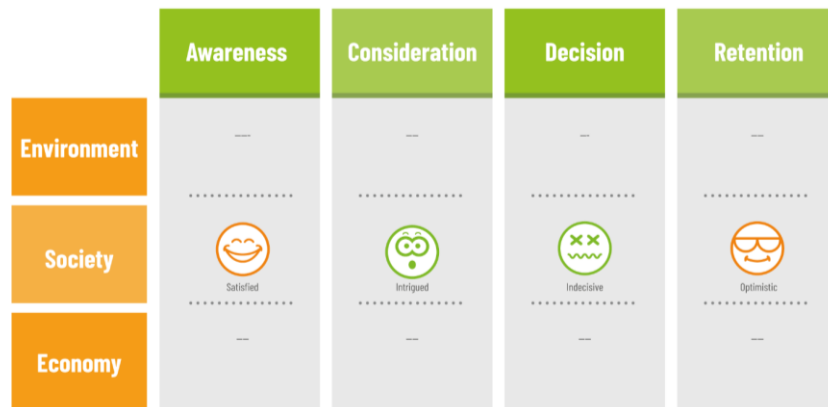 Awareness Consideration Decision Retention
Environment
— — — —
Society
Satisfied Intrigued Indecisive Optimistic
Economy
— — — —